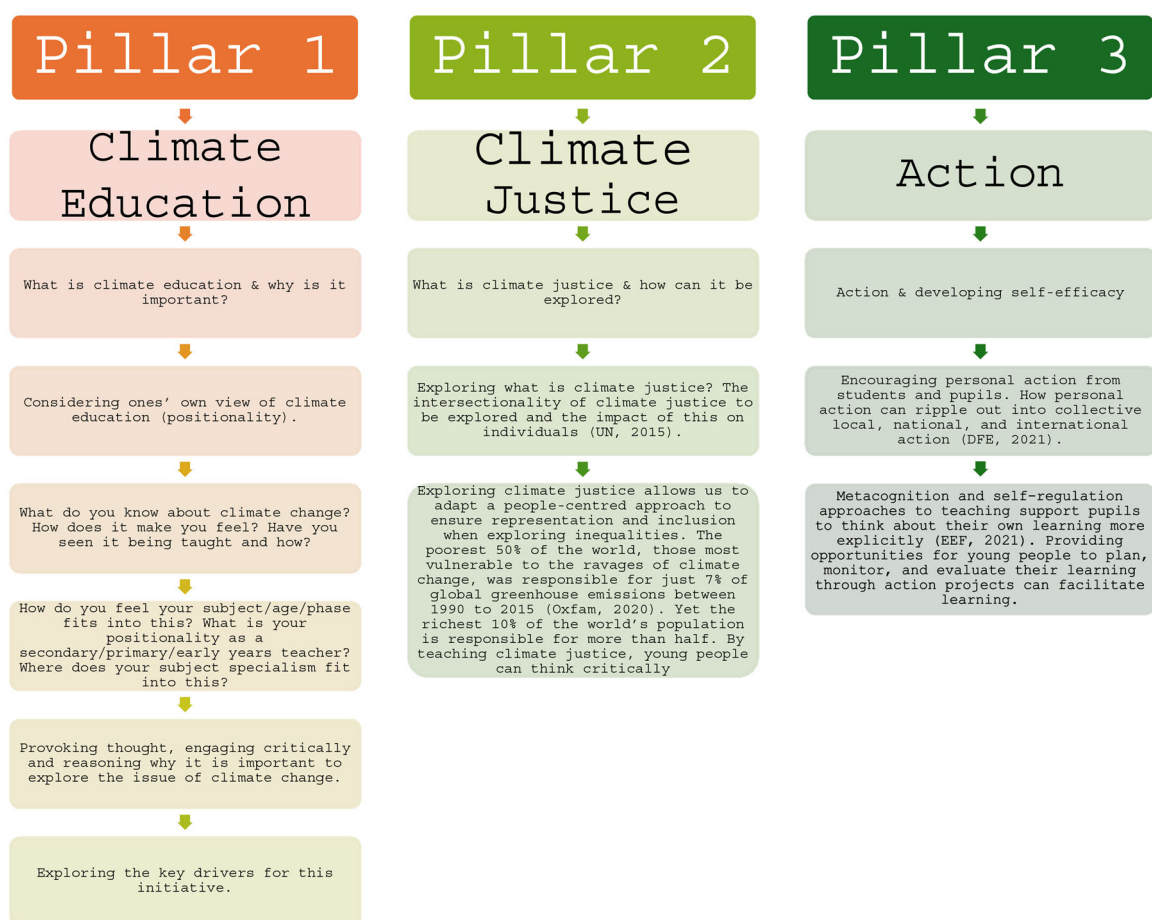 Pillar 1
Climate
Education
What is climate education & why is it
important?
Considering ones’ own view of climate
education (positionality).
What do you know about climate change?
How does it make you feel? Have you
seen it being taught and how?
How do you feel your subject/age/phase
fits into this? What is your
positionality as a
secondary/primary/early years teacher?
Where does your subject specialism fit
into this?
Provoking thought, engaging critically
and reasoning why it is important to
explore the issue of climate change.
Exploring the key drivers for this
initiative.
Pillar 2
Climate
Justice
What is climate justice & how can it be
explored?
Exploring what is climate justice? The
intersectionality of climate justice to
be explored and the impact of this on
individuals (UN, 2015).
Exploring climate justice allows us to
adapt a people-centred approach to
ensure representation and inclusion
when exploring inequalities. The
poorest 50% of the world, those most
vulnerable to the ravages of climate
change, was responsible for just 7% of
global greenhouse emissions between
1990 to 2015 (Oxfam, 2020). Yet the
richest 10% of the world’s population
is responsible for more than half. By
teaching climate justice, young people
can think critically
Pillar 3
Action
Action & developing self-efficacy
Encouraging personal action from
students and pupils. How personal
action can ripple out into collective
local, national, and international
action (DFE, 2021).
Metacognition and self-regulation
approaches to teaching support pupils
to think about their own learning more
explicitly (EEF, 2021). Providing
opportunities for young people to plan,
monitor, and evaluate their learning
through action projects can facilitate
learning.